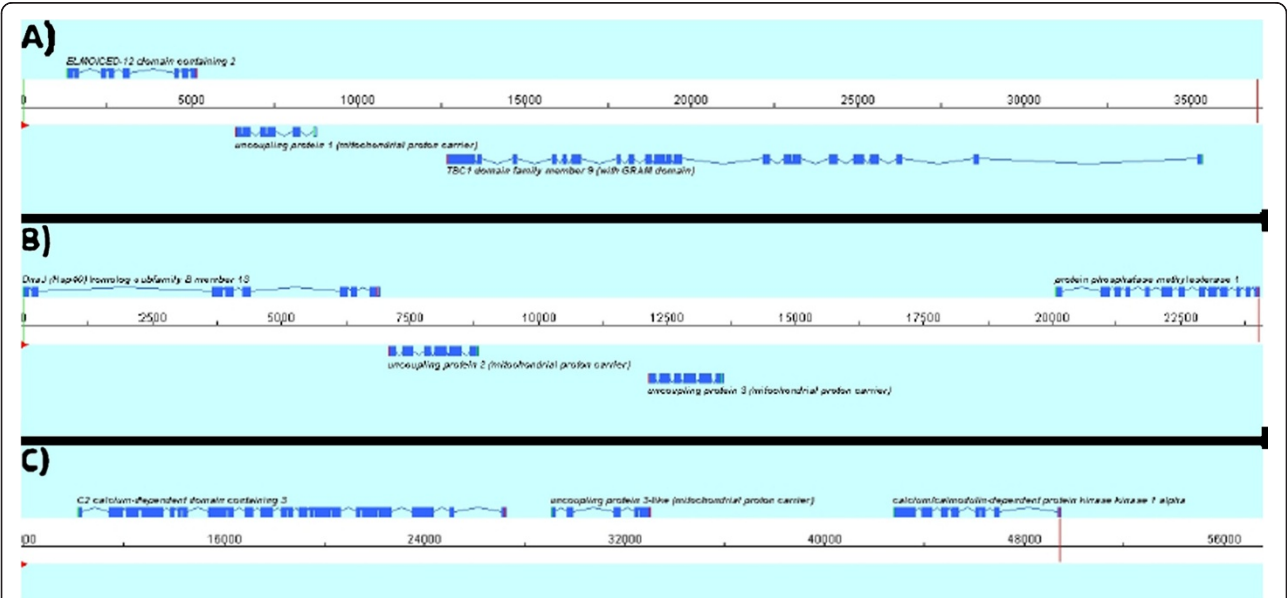 A)
ELMO/CED-12 domain containing 2
0 5000 10000 15000 20000 25000 30000 35000
uncoupling protein 1 (mitochondrial proton carrier)
TBC1 domain family member 9 (with GRAM domain)
B)
DnaJ (Hsp40) homolog subfamily B member 13
protein phosphatase methylesterase 1
0 2500 5000 7500 10000 12500 15000 17500 20000 22500
uncoupling protein 2 (mitochondrial proton carrier)
uncoupling protein 3 (mitochondrial proton carrier)
C)
C2 calcium-dependent domain containing 3
uncoupling protein 3-like (mitochondrial proton carrier)
calcium/calmodulin-dependent protein kinase kinase 1 alpha
00 16000 24000 32000 40000 48000 56000